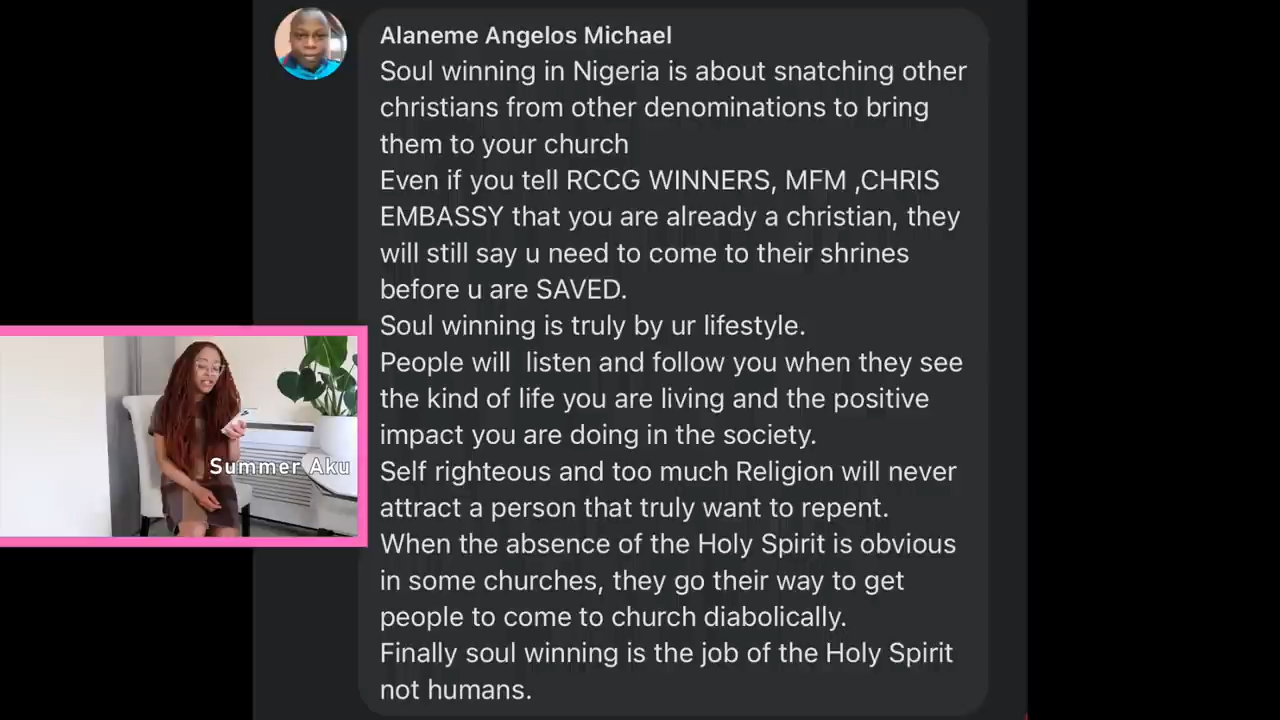 Alaneme Angelos Michael
Soul winning in Nigeria is about snatching other
christians from other denominations to bring
them to your church
Even if you tell RCCG WINNERS, MFM ,CHRIS
EMBASSY that you are already a christian, they
will still say u need to come to their shrines
before u are SAVED.
Soul winning is truly by ur lifestyle.
People will  listen and follow you when they see
the kind of life you are living and the positive
impact you are doing in the society.
Self righteous and too much Religion will never
attract a person that truly want to repent.
When the absence of the Holy Spirit is obvious
in some churches, they go their way to get
people to come to church diabolically.
Finally soul winning is the job of the Holy Spirit
not humans.
Summer Aku